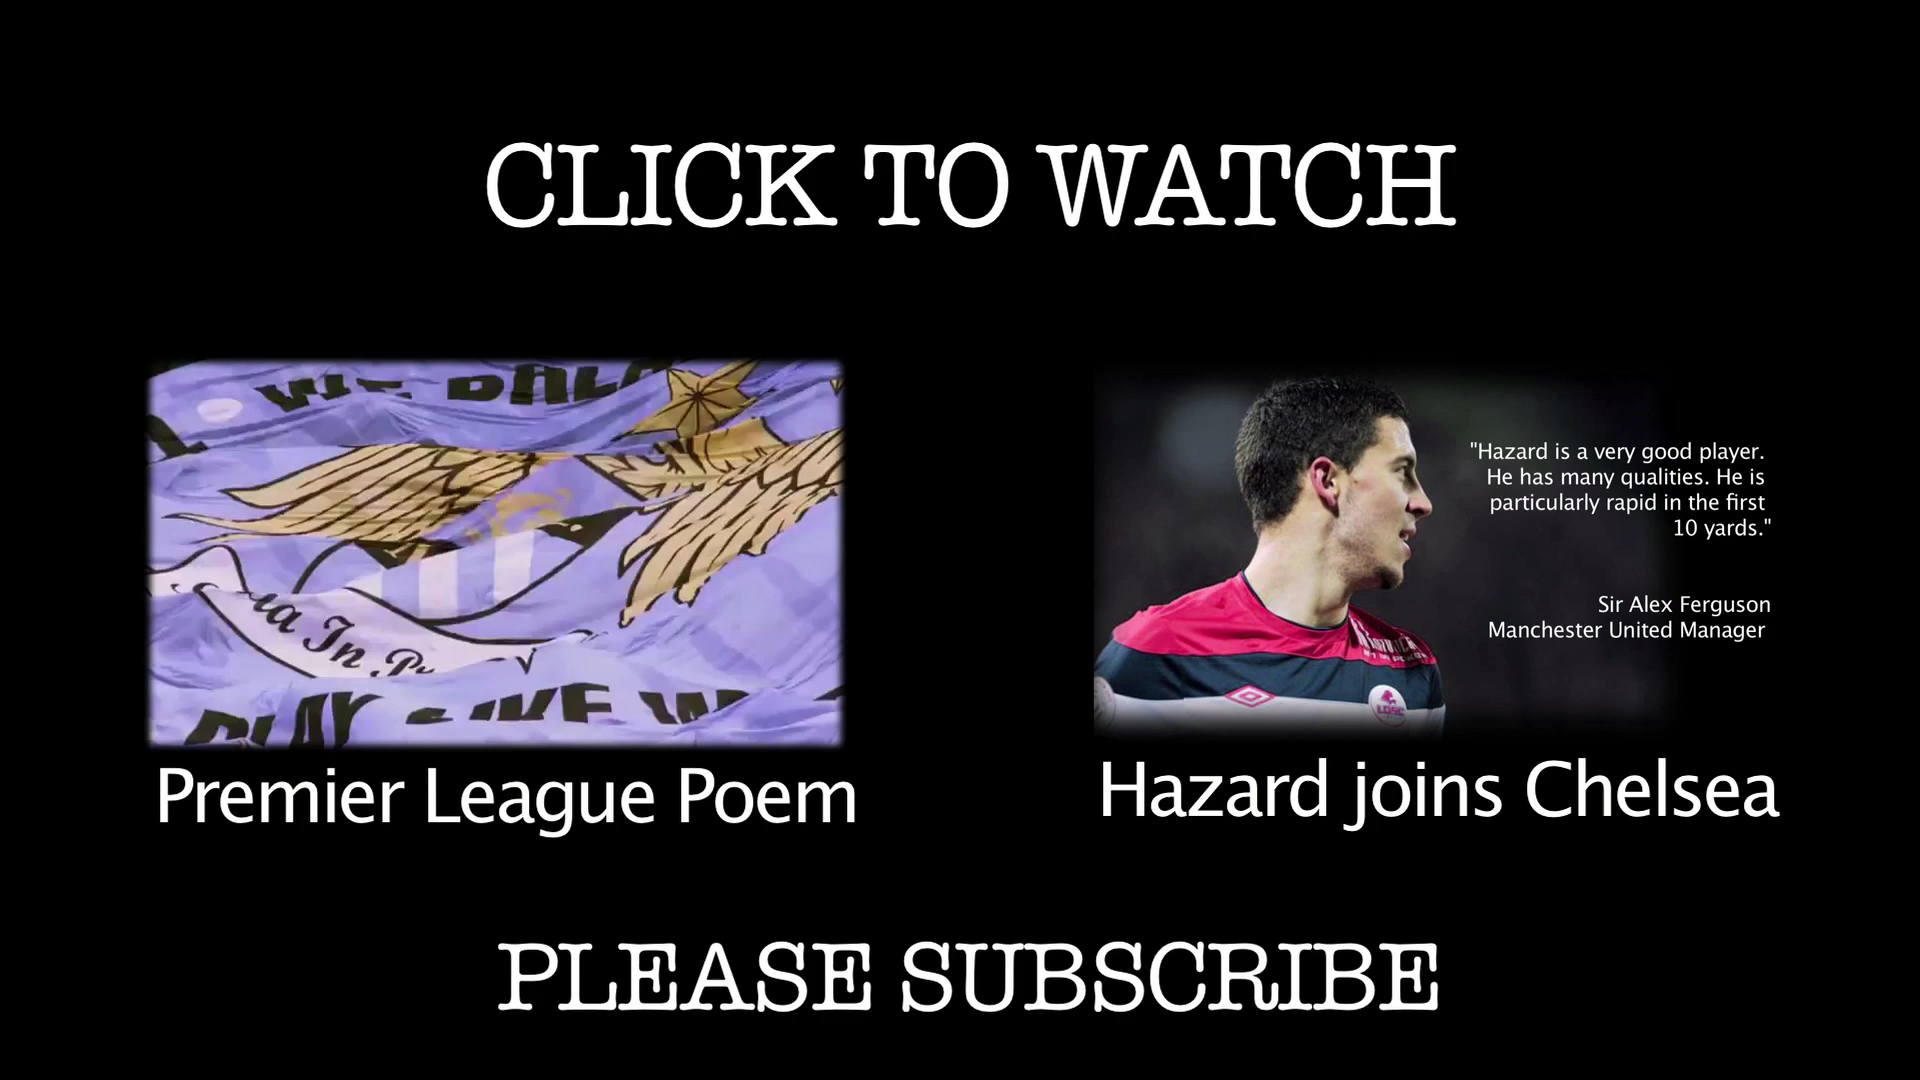 CLICK TO WATCH
Premier League Poem
"Hazard is a very good player.
He has many qualities. He is
particularly rapid in the first
10 yards."
Sir Alex Ferguson
Manchester United Manager
LOSC
Hazard joins Chelsea
PLEASE SUBSCRIBE